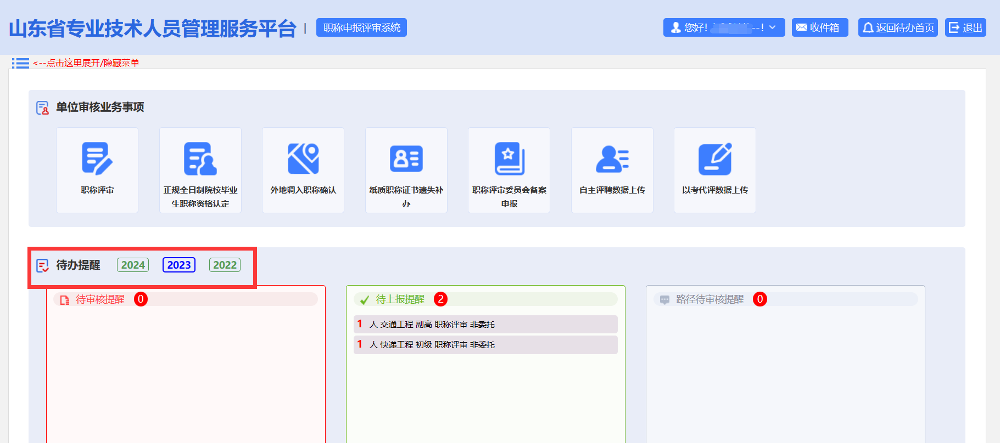 山东省专业技术人员管理服务平台 | 职称申报评审系统
您好! --! 收件箱 返回待办首页 退出
<--点击这里展开/隐藏菜单
单位审核业务事项
职称评审
正规全日制院校毕业
生职称资格认定
外地调入职称确认
纸质职称证书遗失补
办
职称评审委员会备案
申报
自主评聘数据上传
以考代评数据上传
待办提醒 2024 2023 2022
待审核提醒 0
待上报提醒 2
1 人 交通工程 副高 职称评审 非委托
1 人 快递工程 初级 职称评审 非委托
路径待审核提醒 0